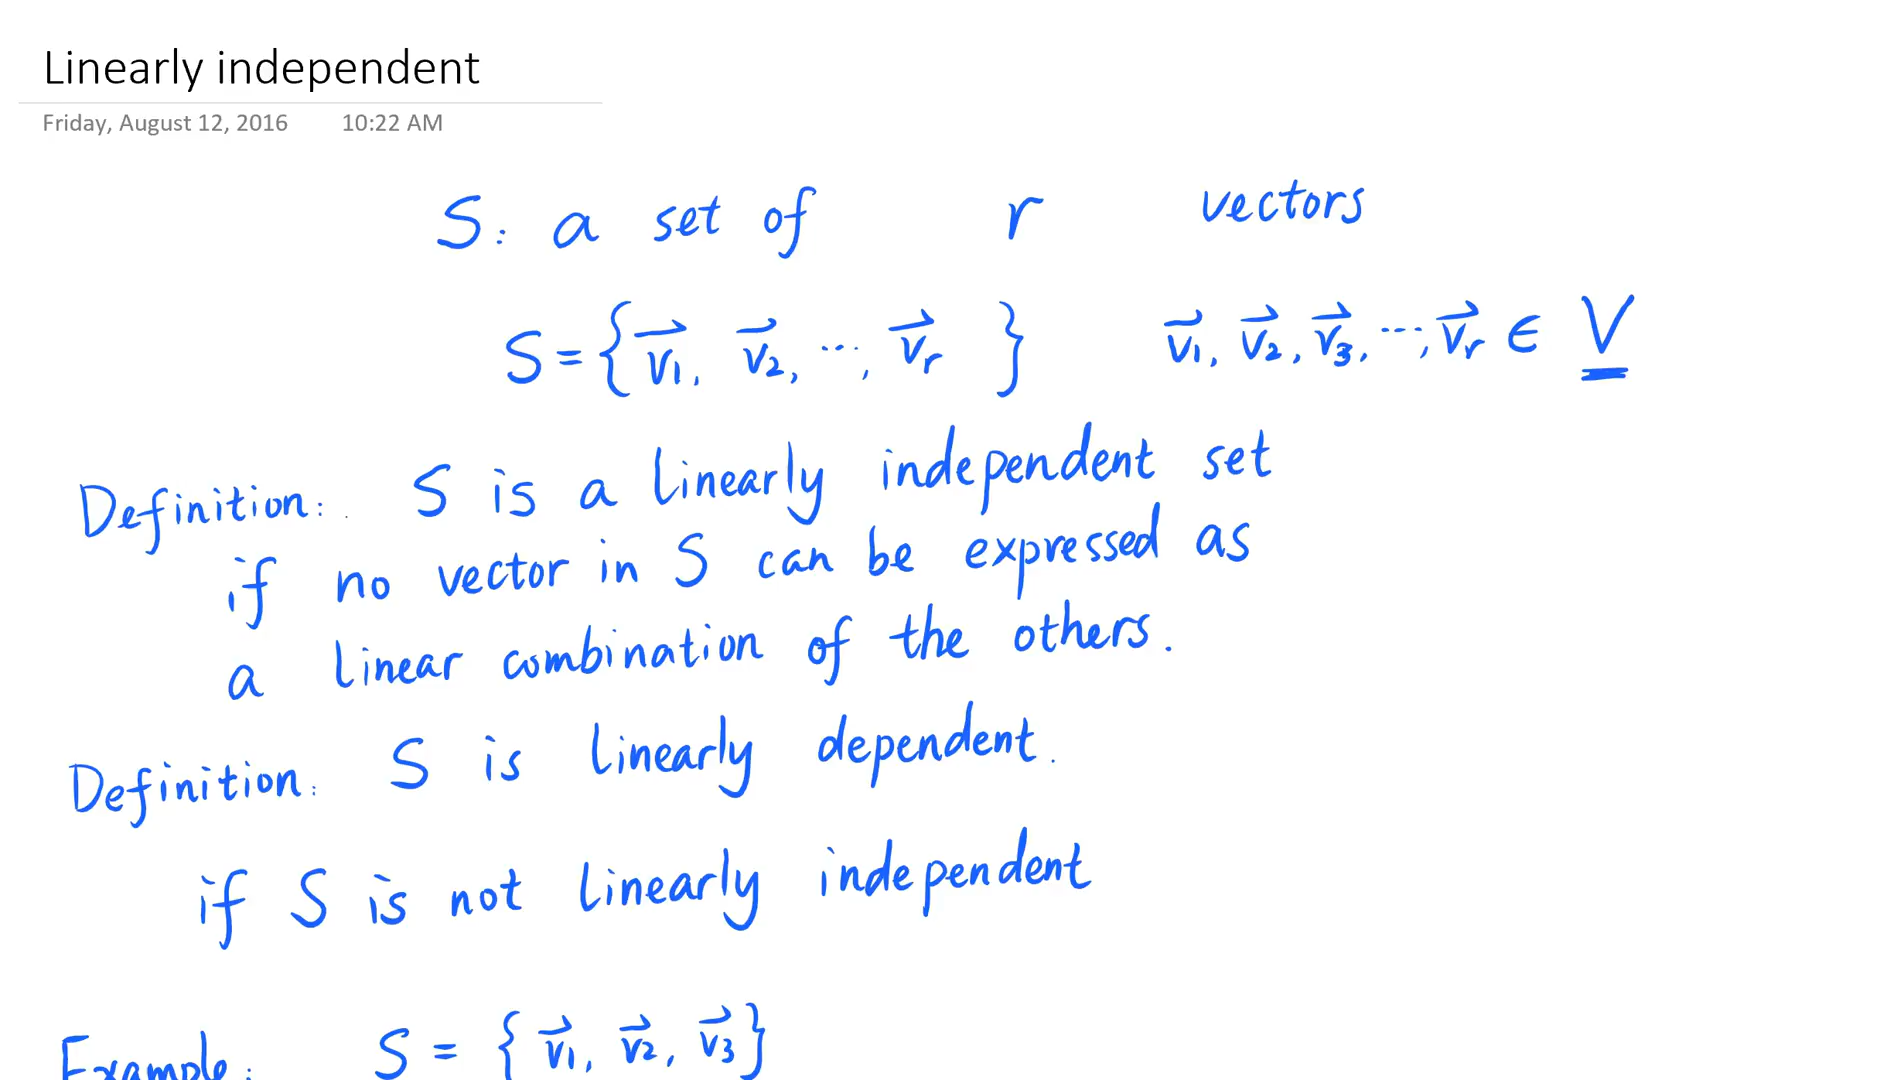 Linearly independent
Friday, August 12, 2016 10:22 AM
S: a set of r vectors
S = { v⃗1, v⃗2, ..., v⃗r } v⃗1, v⃗2, v⃗3, ..., v⃗r ∈ V
Definition: S is a linearly independent set
if no vector in S can be expressed as
a linear combination of the others.
Definition: S is linearly dependent.
if S is not linearly independent
Example: S = { v⃗1, v⃗2, v⃗3 }